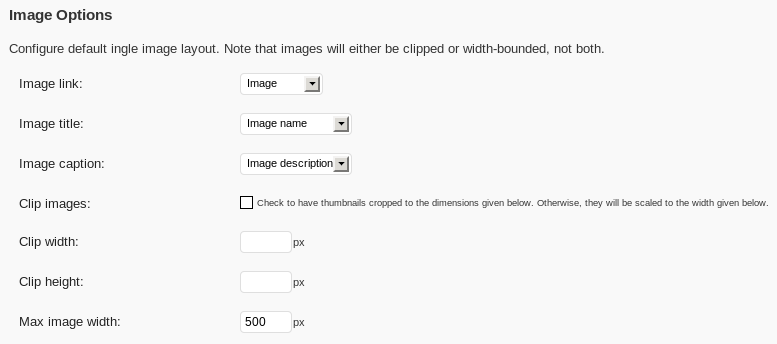 Image Options
Configure default ingle image layout. Note that images will either be clipped or width-bounded, not both.
Image link: Image
Image title: Image name
Image caption: Image description
Clip images: Check to have thumbnails cropped to the dimensions given below. Otherwise, they will be scaled to the width given below.
Clip width: px
Clip height: px
Max image width: 500 px